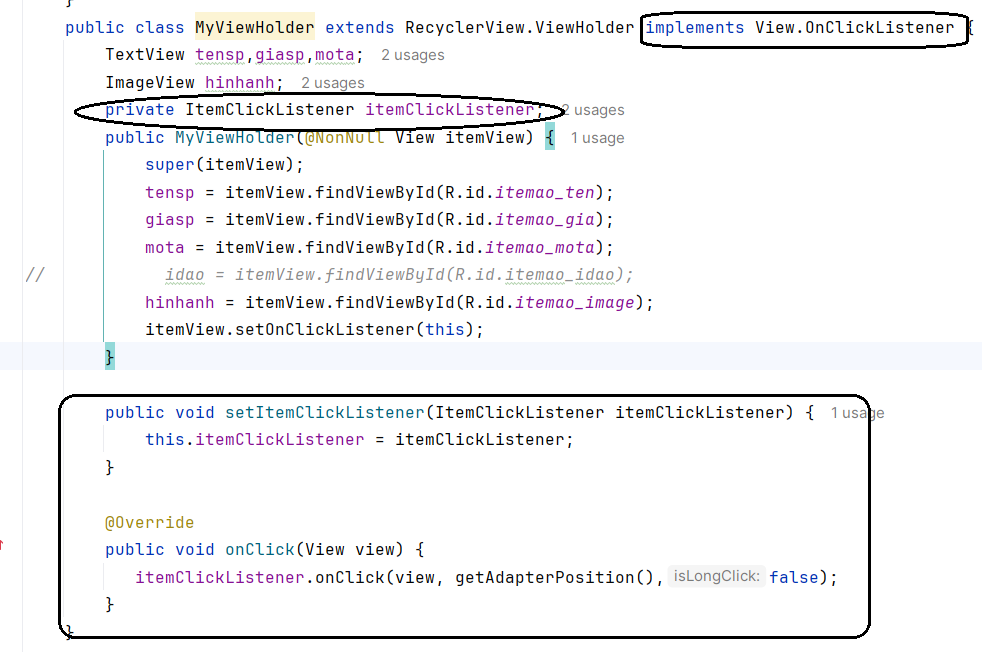 }
public class MyViewHolder extends RecyclerView.ViewHolder implements View.OnClickListener {
TextView tensp,giasp,mota; 2 usages
ImageView hinhanh; 2 usages
private ItemClickListener itemClickListener; 2 usages
public MyViewHolder(@NonNull View itemView) { 1 usage
super(itemView);
tensp = itemView.findViewById(R.id.itemao_ten);
giasp = itemView.findViewById(R.id.itemao_gia);
mota = itemView.findViewById(R.id.itemao_mota);
// idao = itemView.findViewById(R.id.itemao_idao);
hinhanh = itemView.findViewById(R.id.itemao_image);
itemView.setOnClickListener(this);
}
public void setItemClickListener(ItemClickListener itemClickListener) { 1 usage
this.itemClickListener = itemClickListener;
}
@Override
public void onClick(View view) {
itemClickListener.onClick(view, getAdapterPosition(), isLongClick: false);
}
}